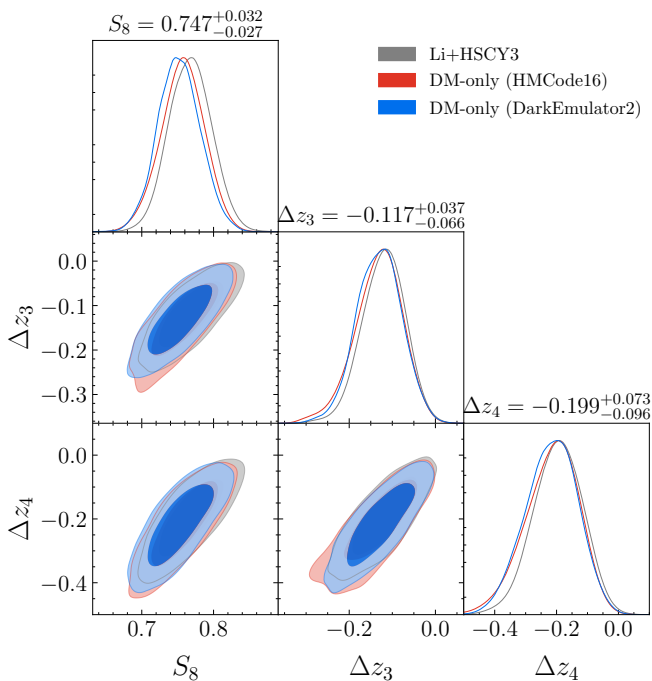 S₈ = 0.747⁺⁰·⁰³²₋₀.₀₂₇
Li+HSCY3
DM-only (HMCode16)
DM-only (DarkEmulator2)
Δz₃ = −0.117⁺⁰·⁰³⁷₋₀.₀₆₆
0.0
−0.1
−0.2
−0.3
Δz₃
Δz₄ = −0.199⁺⁰·⁰⁷³₋₀.₀₉₆
0.0
−0.2
−0.4
Δz₄
0.7 0.8
−0.2 0.0
−0.4 −0.2 0.0
S₈
Δz₃
Δz₄